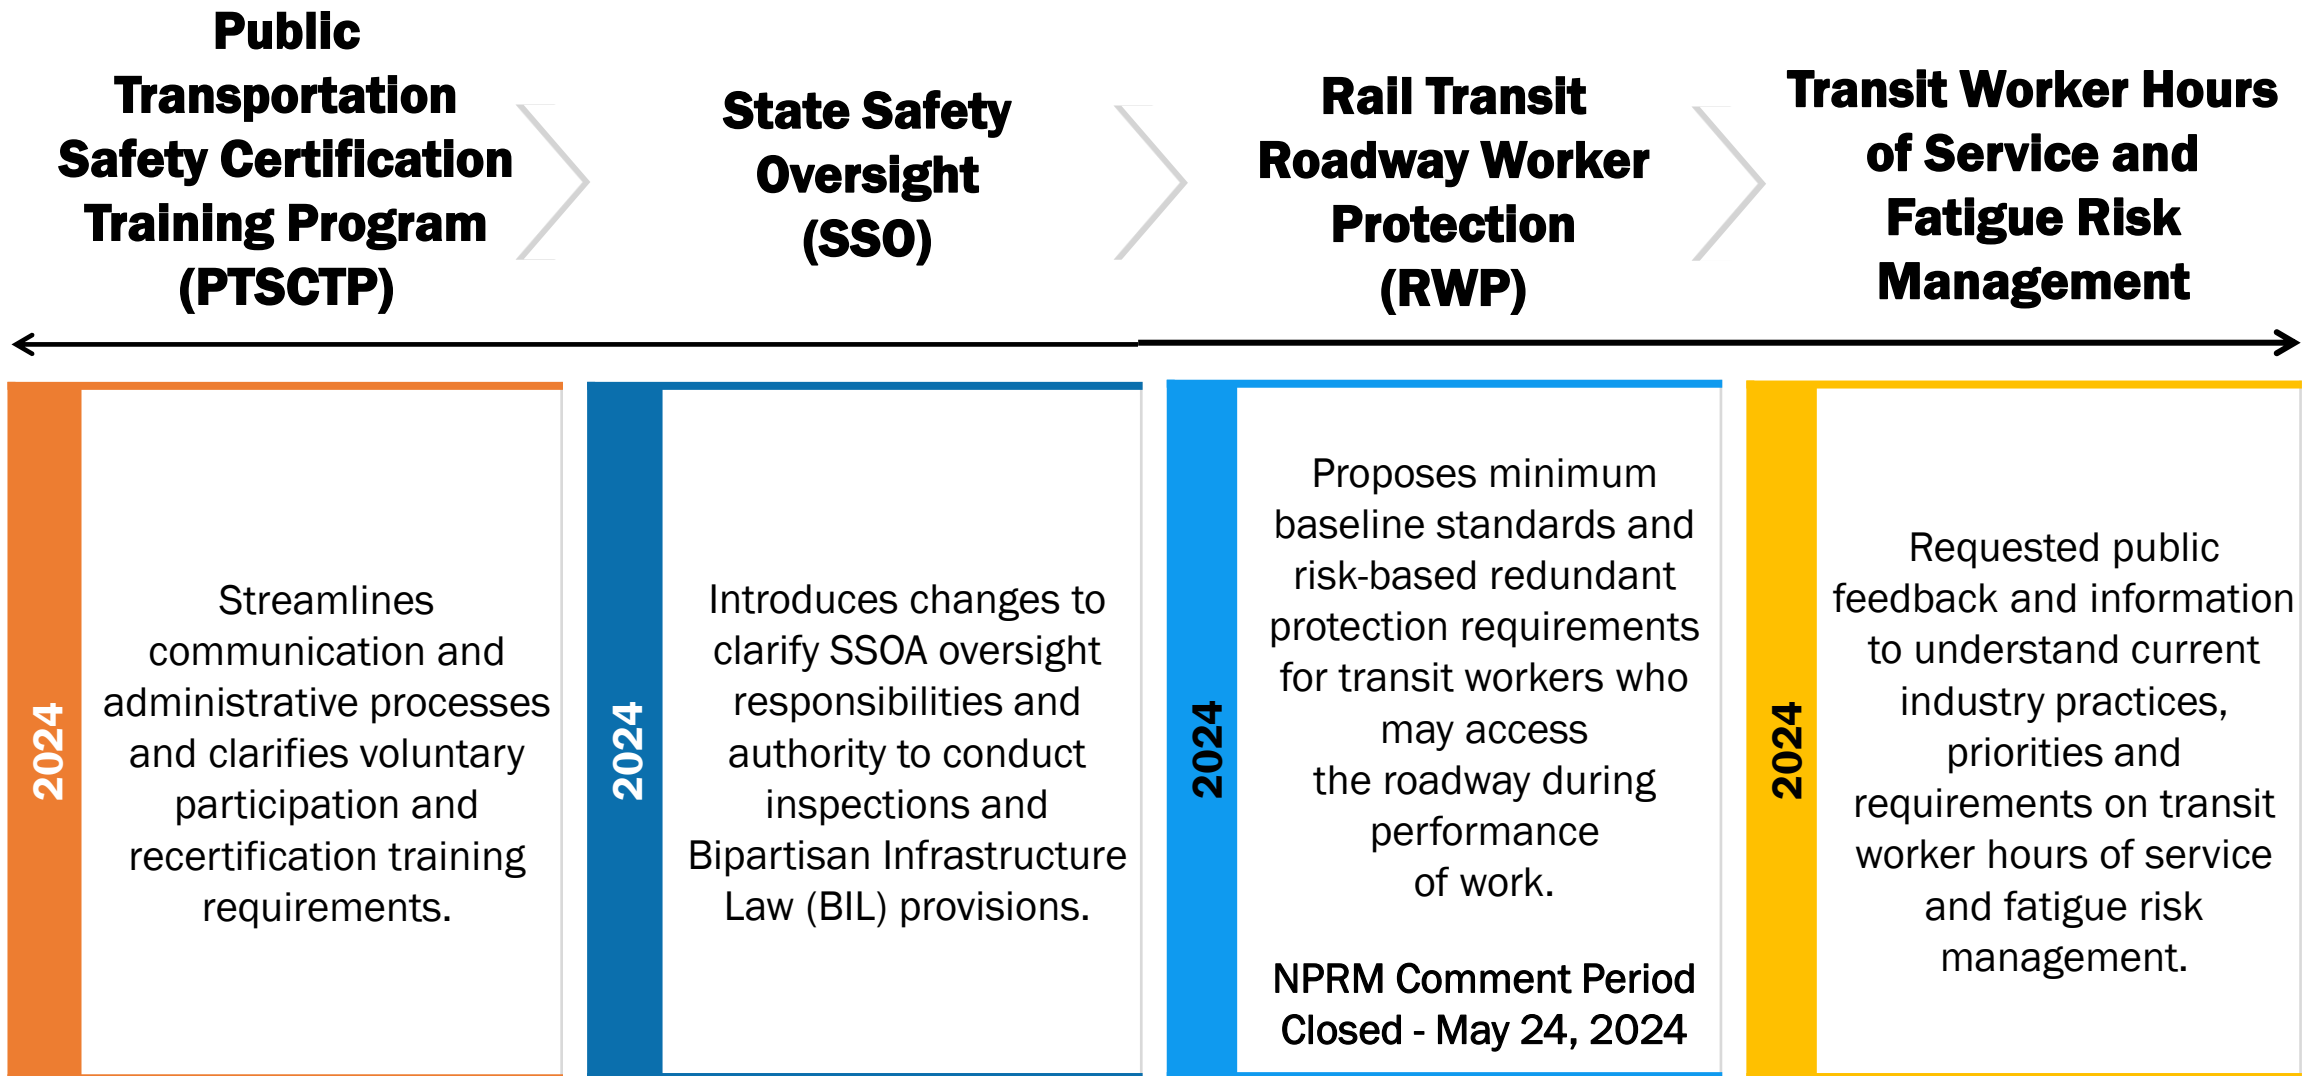 Public
Transportation
Safety Certification
Training Program
(PTSCTP)
State Safety
Oversight
(SSO)
Rail Transit
Roadway Worker
Protection
(RWP)
Transit Worker Hours
of Service and
Fatigue Risk
Management
2024
Streamlines
communication and
administrative processes
and clarifies voluntary
participation and
recertification training
requirements.
2024
Introduces changes to
clarify SSOA oversight
responsibilities and
authority to conduct
inspections and
Bipartisan Infrastructure
Law (BIL) provisions.
2024
Proposes minimum
baseline standards and
risk-based redundant
protection requirements
for transit workers who
may access
the roadway during
performance
of work.
NPRM Comment Period
Closed - May 24, 2024
2024
Requested public
feedback and information
to understand current
industry practices,
priorities and
requirements on transit
worker hours of service
and fatigue risk
management.